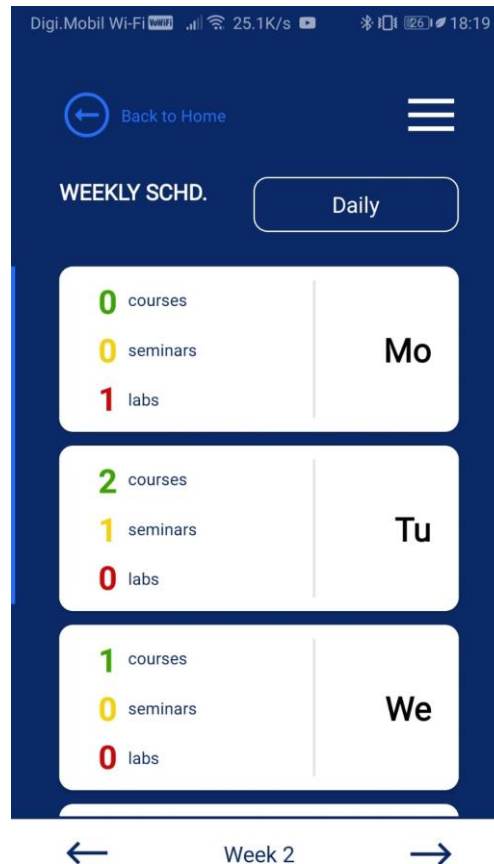 Digi.Mobil Wi-Fi VoWiFi 25.1K/s 26 18:19
Back to Home
WEEKLY SCHD. Daily
0 courses
0 seminars
1 labs
Mo
2 courses
1 seminars
0 labs
Tu
1 courses
0 seminars
0 labs
We
Week 2